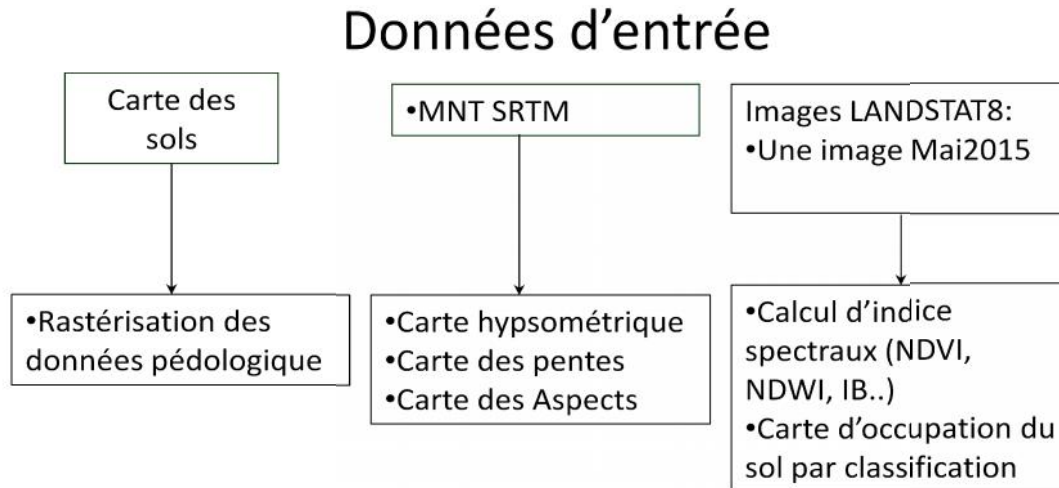 Données d'entrée
Carte des
sols
•MNT SRTM
Images LANDSTAT8:
•Une image Mai2015
•Rastérisation des
données pédologique
•Carte hypsométrique
•Carte des pentes
•Carte des Aspects
•Calcul d'indice
spectraux (NDVI,
NDWI, IB..)
•Carte d'occupation du
sol par classification